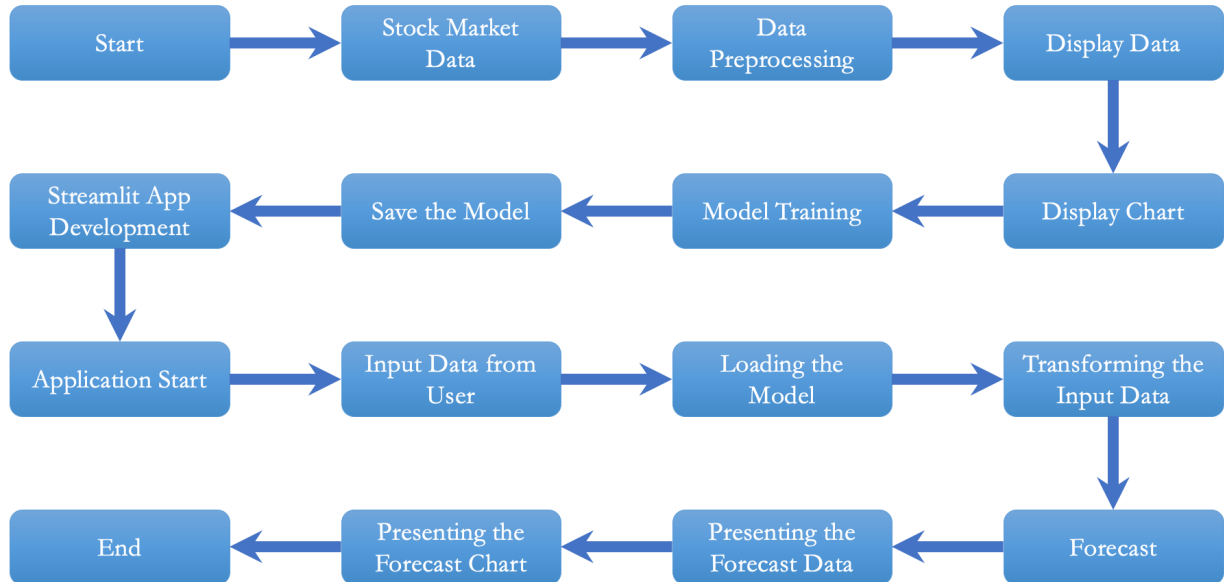 Start
Stock Market
Data
Data
Preprocessing
Display Data
Streamlit App
Development
Save the Model
Model Training
Display Chart
Application Start
Input Data from
User
Loading the
Model
Transforming the
Input Data
End
Presenting the
Forecast Chart
Presenting the
Forecast Data
Forecast